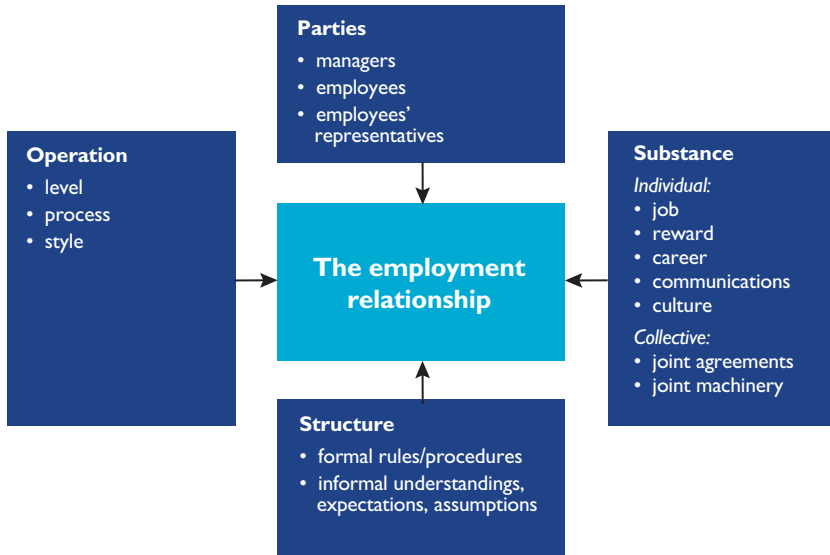 Parties
• managers
• employees
• employees’
representatives
Operation
• level
• process
• style
The employment
relationship
Substance
Individual:
• job
• reward
• career
• communications
• culture
Collective:
• joint agreements
• joint machinery
Structure
• formal rules/procedures
• informal understandings,
expectations, assumptions